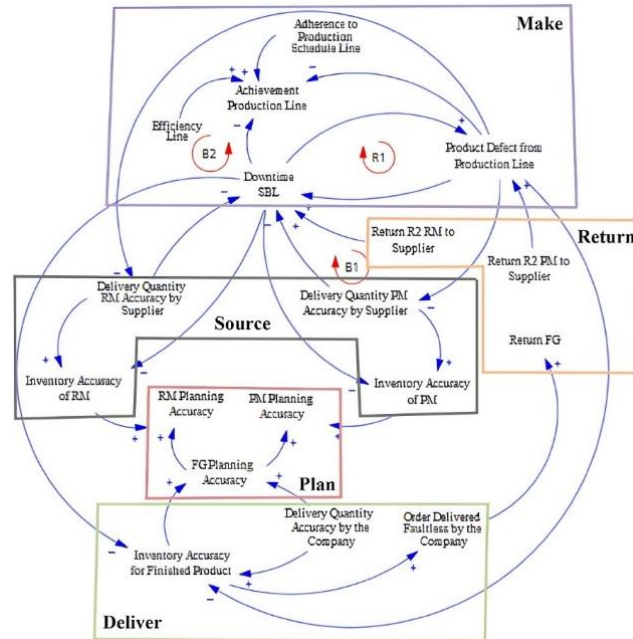 Adherence to
Production
Schedule Line
Make
Achievement
Production Line
Efficiency
Line
B2
R1
Product Defect from
Production Line
Downtime
SBL
Return R2 RM to
Supplier
Return
B1
Return R2 PM to
Supplier
Delivery Quantity
RM Accuracy by
Supplier
Delivery Quantity PM
Accuracy by Supplier
Source
Return FG
Inventory Accuracy
of RM
Inventory Accuracy
of PM
RM Planning
Accuracy
PM Planning
Accuracy
FG Planning
Accuracy
Plan
Delivery Quantity
Accuracy by the
Company
Order Delivered
Faultless by the
Company
Inventory Accuracy
for Finished Product
Deliver